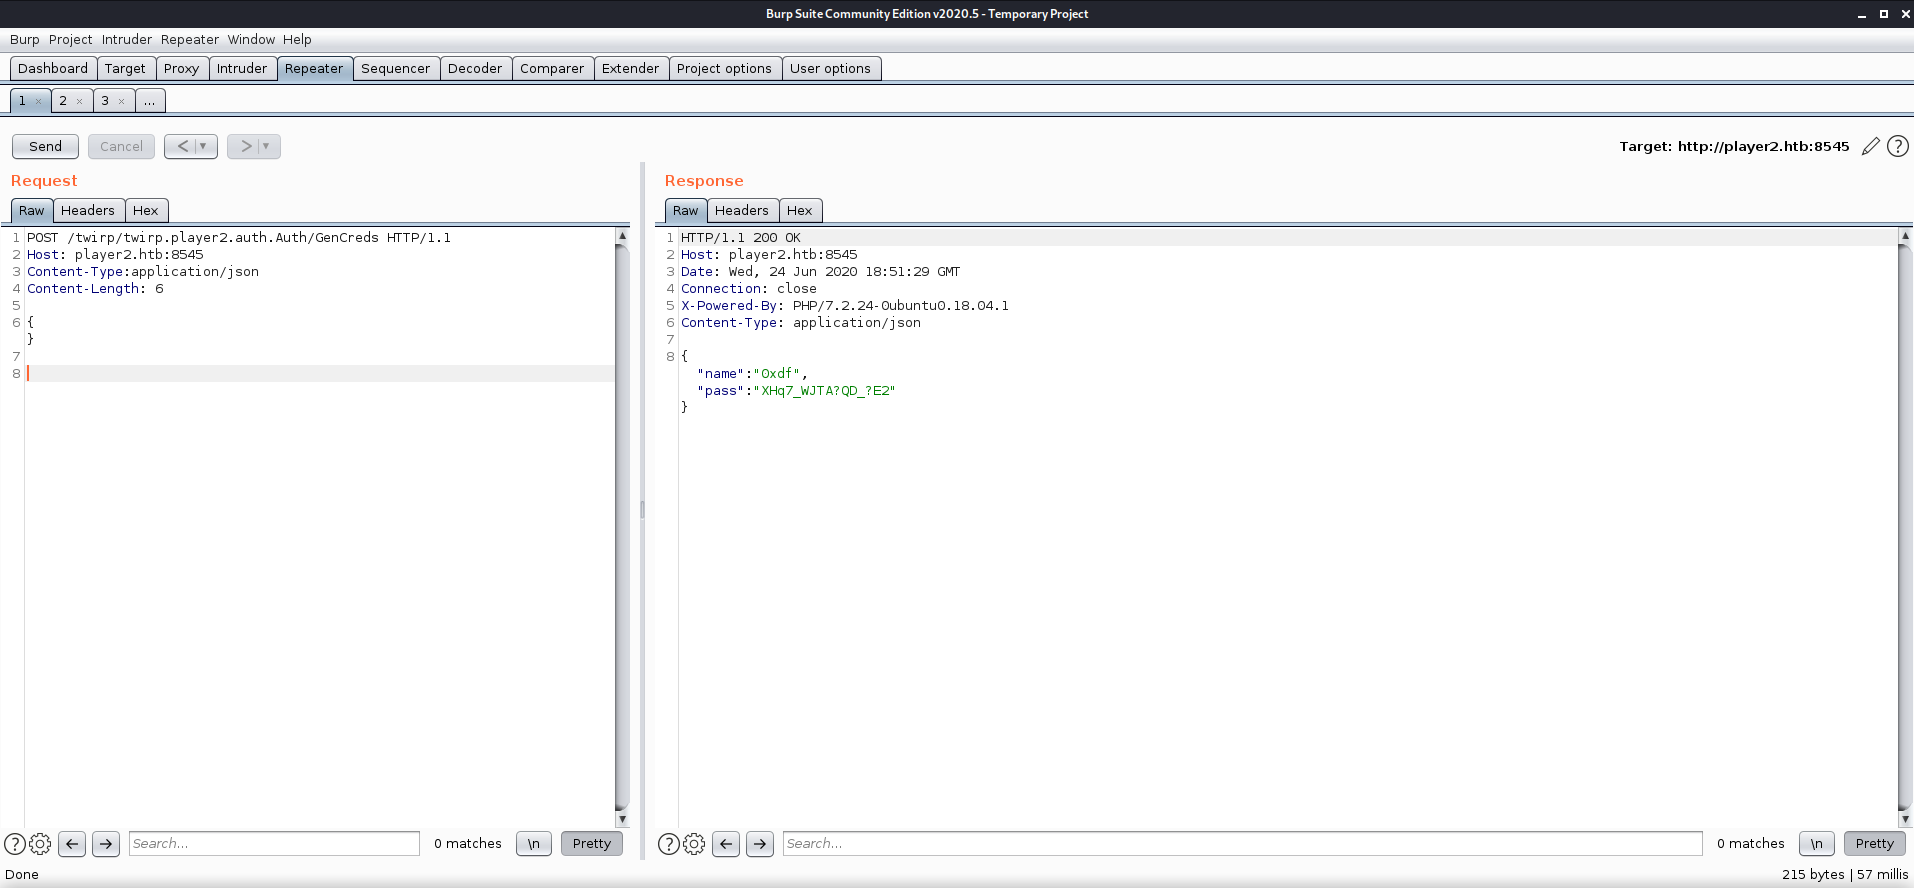 Burp Suite Community Edition v2020.5 - Temporary Project
Burp Project Intruder Repeater Window Help
Dashboard Target Proxy Intruder Repeater Sequencer Decoder Comparer Extender Project options User options
1 × 2 × 3 × ...
Send Cancel < > Target: http://player2.htb:8545 ?
Request
Raw Headers Hex
1 POST /twirp/twirp.player2.auth.Auth/GenCreds HTTP/1.1
2 Host: player2.htb:8545
3 Content-Type:application/json
4 Content-Length: 6
5
6 {
}
7
8
? Search... 0 matches \n Pretty
Response
Raw Headers Hex
1 HTTP/1.1 200 OK
2 Host: player2.htb:8545
3 Date: Wed, 24 Jun 2020 18:51:29 GMT
4 Connection: close
5 X-Powered-By: PHP/7.2.24-0ubuntu0.18.04.1
6 Content-Type: application/json
7
8 {
"name":"0xdf",
"pass":"XHq7_WJTA?QD_?E2"
}
? Search... 0 matches \n Pretty
Done 215 bytes | 57 millis